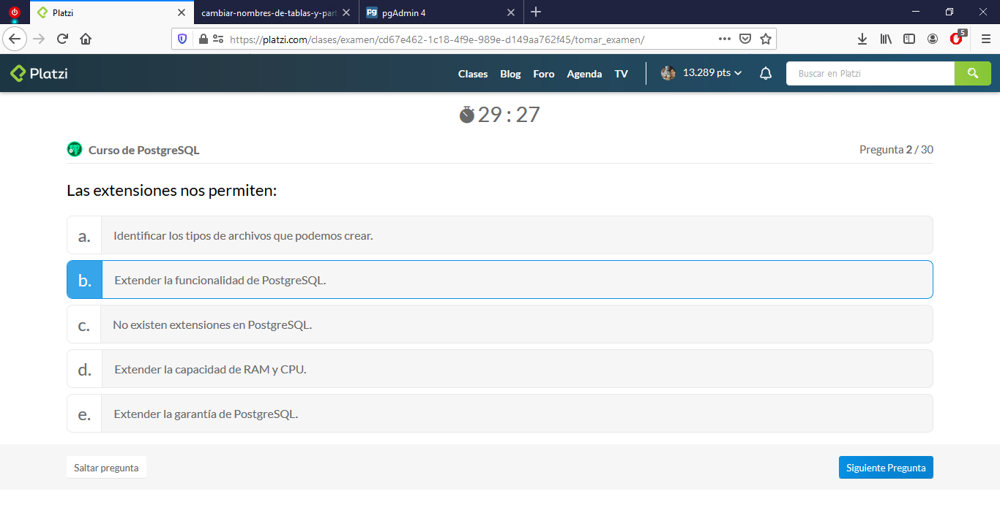 Platzi
cambiar-nombres-de-tablas-y-part
pgAdmin 4
https://platzi.com/clases/examen/cd67e462-1c18-4f9e-989e-d149aa762f45/tomar_examen/
5
Platzi
Clases Blog Foro Agenda TV
13.289 pts
Buscar en Platzi
29 : 27
Curso de PostgreSQL
Pregunta 2 / 30
Las extensiones nos permiten:
a. Identificar los tipos de archivos que podemos crear.
b. Extender la funcionalidad de PostgreSQL.
c. No existen extensiones en PostgreSQL.
d. Extender la capacidad de RAM y CPU.
e. Extender la garantía de PostgreSQL.
Saltar pregunta
Siguiente Pregunta